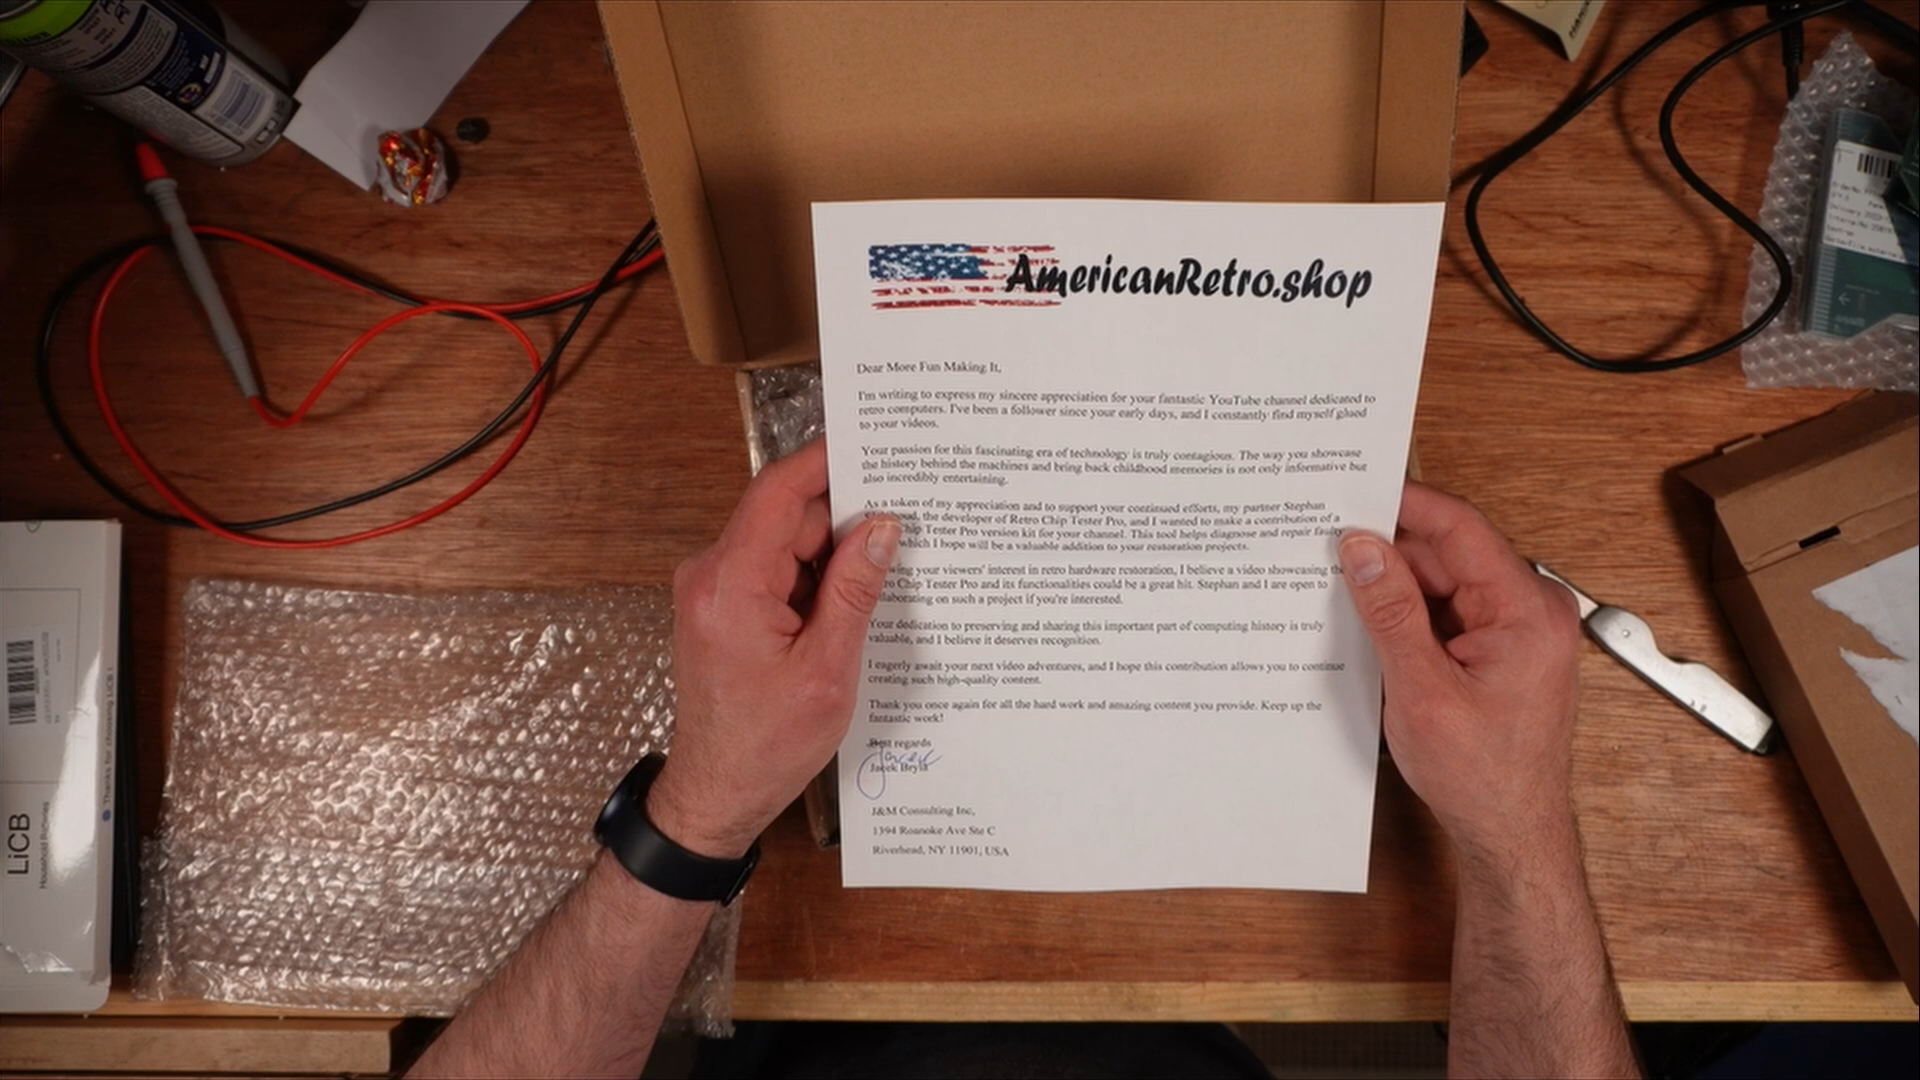 AmericanRetro.shop
Dear More Fun Making It,
I'm writing to express my sincere appreciation for your fantastic YouTube channel dedicated to
retro computers. I've been a follower since your early days, and I constantly find myself glued
to your videos.
Your passion for this fascinating era of technology is truly contagious. The way you showcase
the history behind the machines and bring back childhood memories is not only informative but
also incredibly entertaining.
As a token of my appreciation and to support your continued efforts, my partner Stephan
the developer of Retro Chip Tester Pro, and I wanted to make a contribution of a
Chip Tester Pro version kit for your channel. This tool helps diagnose and repair faulty
which I hope will be a valuable addition to your restoration projects.
your viewers' interest in retro hardware restoration, I believe a video showcasing the
Chip Tester Pro and its functionalities could be a great hit. Stephan and I are open to
on such a project if you're interested.
Your dedication to preserving and sharing this important part of computing history is truly
valuable, and I believe it deserves recognition.
I eagerly await your next video adventures, and I hope this contribution allows you to continue
creating such high-quality content.
Thank you once again for all the hard work and amazing content you provide. Keep up the
fantastic work!
Best regards
Jacek
J&M Consulting Inc,
1394 Roanoke Ave Ste C
Riverhead, NY 11901, USA
LiCB
Household Batteries
Thanks for choosing LiCB !